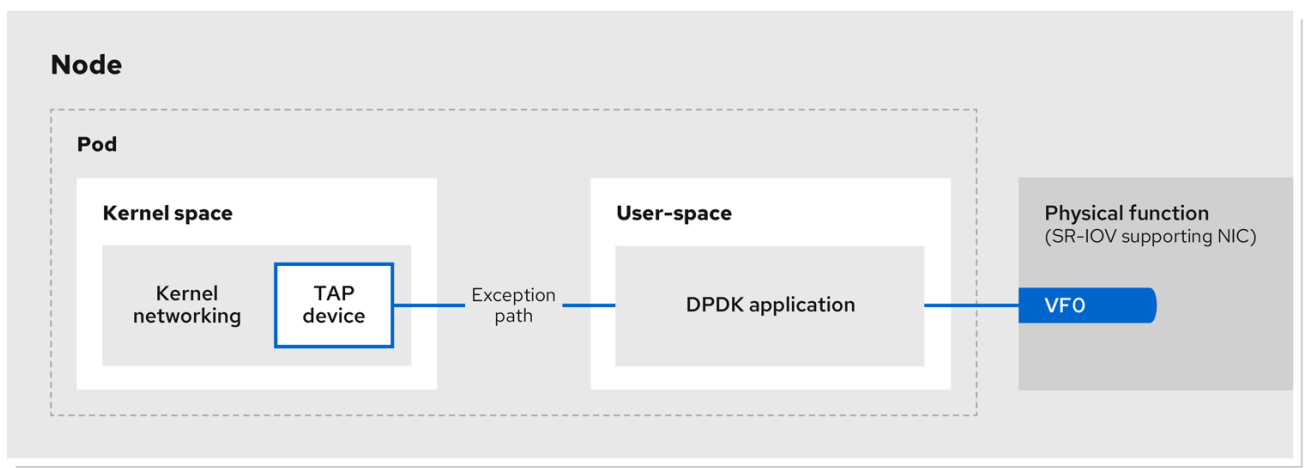 Node
Pod
Kernel space
Kernel
networking
TAP
device
Exception
path
User-space
DPDK application
Physical function
(SR-IOV supporting NIC)
VF0